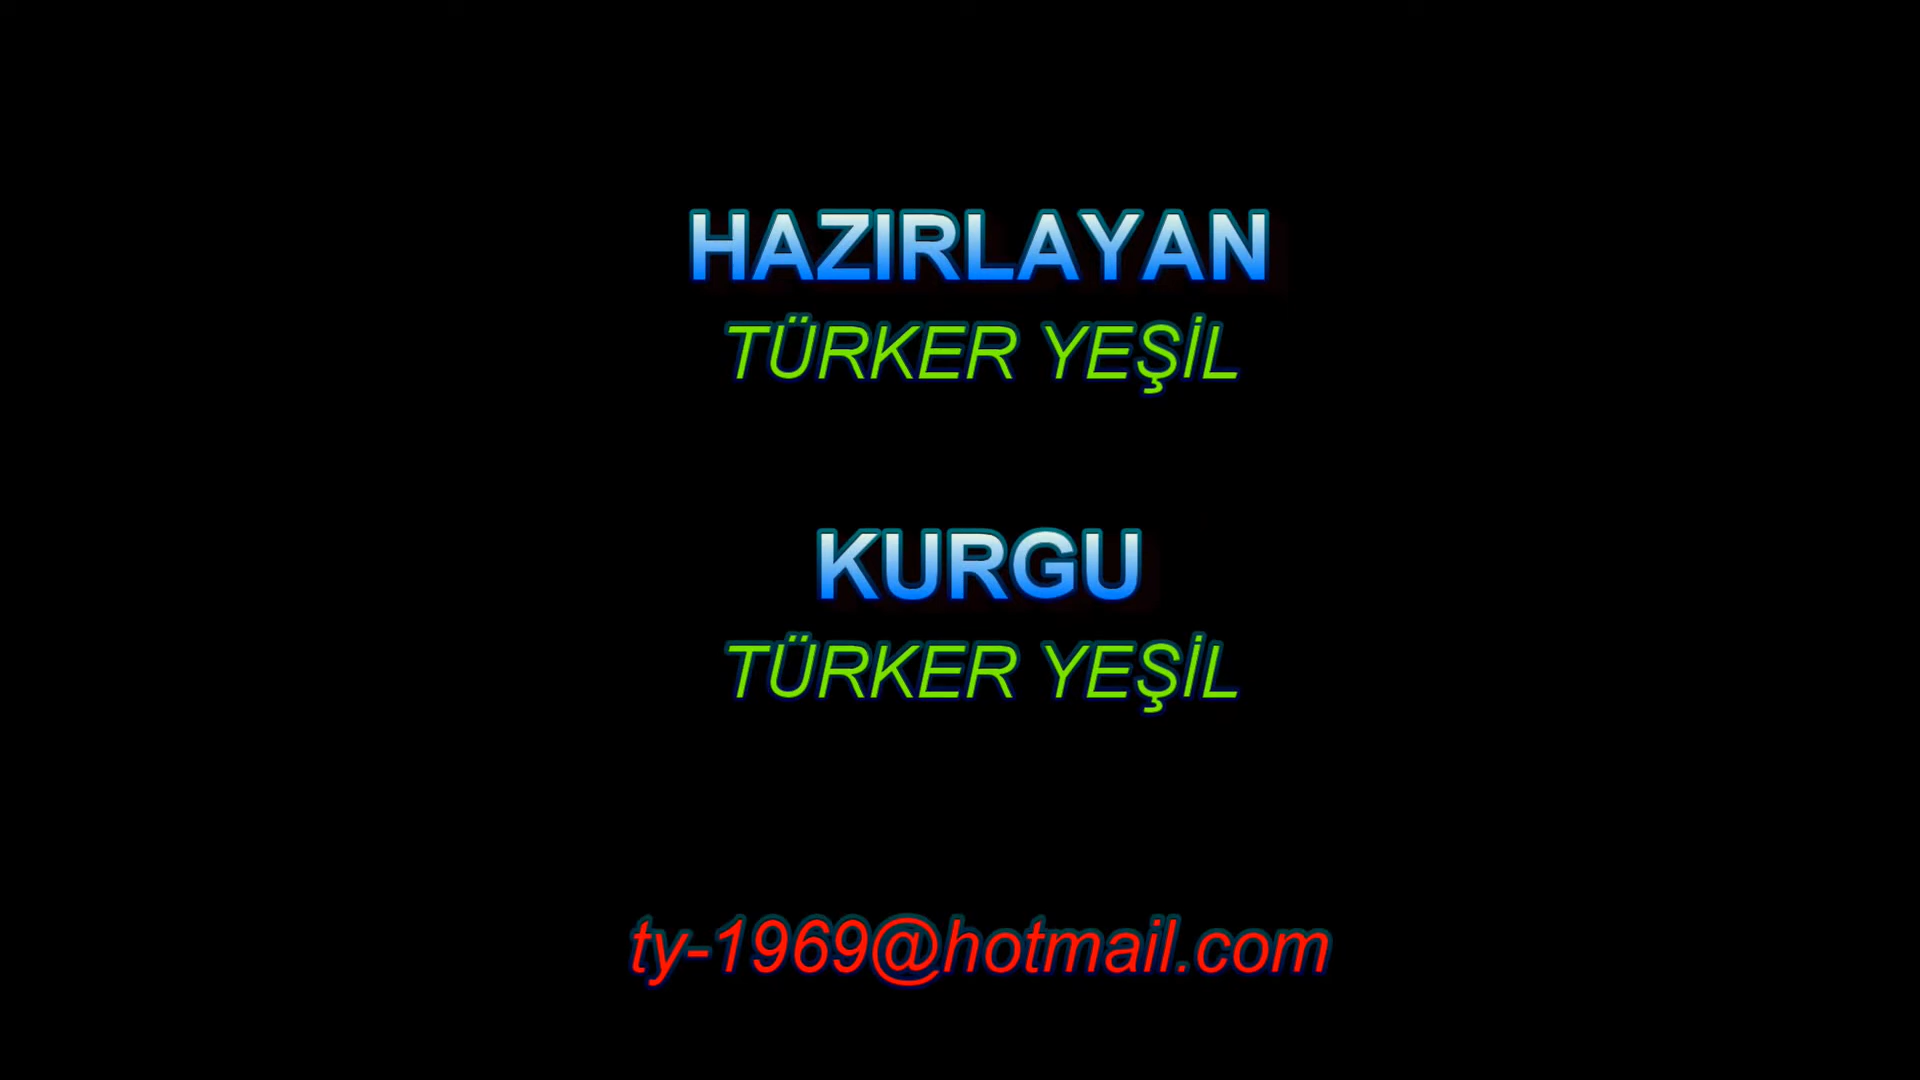 HAZIRLAYAN
TÜRKER YEŞİL
KURGU
TÜRKER YEŞİL
ty-1969@hotmail.com